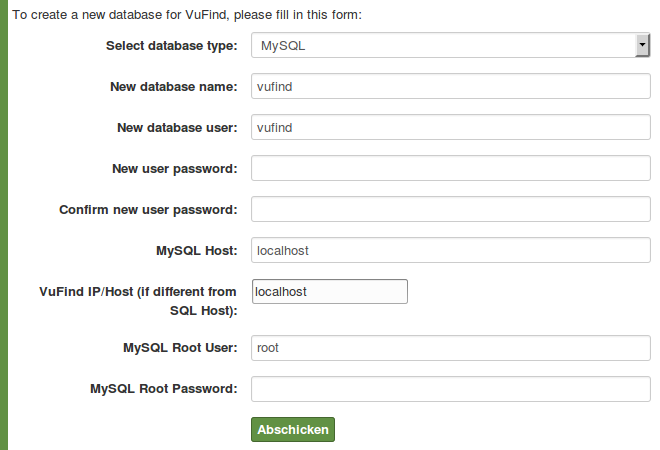 To create a new database for VuFind, please fill in this form:
Select database type: MySQL
New database name: vufind
New database user: vufind
New user password:
Confirm new user password:
MySQL Host: localhost
VuFind IP/Host (if different from localhost
SQL Host):
MySQL Root User: root
MySQL Root Password:
Abschicken